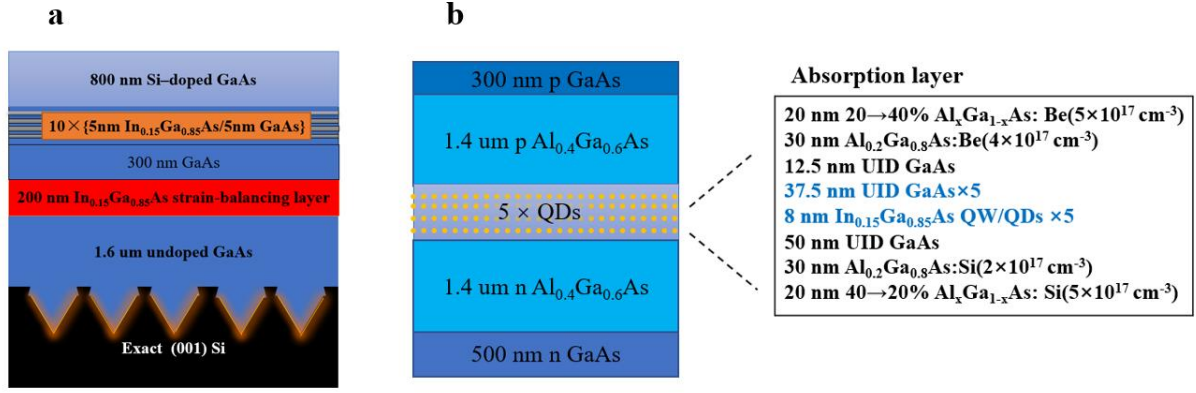 a
800 nm Si–doped GaAs
10×{5nm In0.15Ga0.85As/5nm GaAs}
300 nm GaAs
200 nm In0.15Ga0.85As strain-balancing layer
1.6 um undoped GaAs
Exact (001) Si
b
300 nm p GaAs
1.4 um p Al0.4Ga0.6As
5 × QDs
1.4 um n Al0.4Ga0.6As
500 nm n GaAs
Absorption layer
20 nm 20→40% AlxGa1-xAs: Be(5×10^17 cm^-3)
30 nm Al0.2Ga0.8As:Be(4×10^17 cm^-3)
12.5 nm UID GaAs
37.5 nm UID GaAs×5
8 nm In0.15Ga0.85As QW/QDs ×5
50 nm UID GaAs
30 nm Al0.2Ga0.8As:Si(2×10^17 cm^-3)
20 nm 40→20% AlxGa1-xAs: Si(5×10^17 cm^-3)